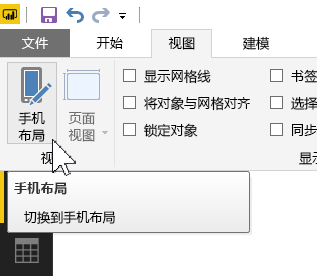 文件 开始 视图 建模
手机 布局
页面 视图
显示网格线
将对象与网格对齐
锁定对象
书签
选择
同步
视
显示
手机布局
切换到手机布局